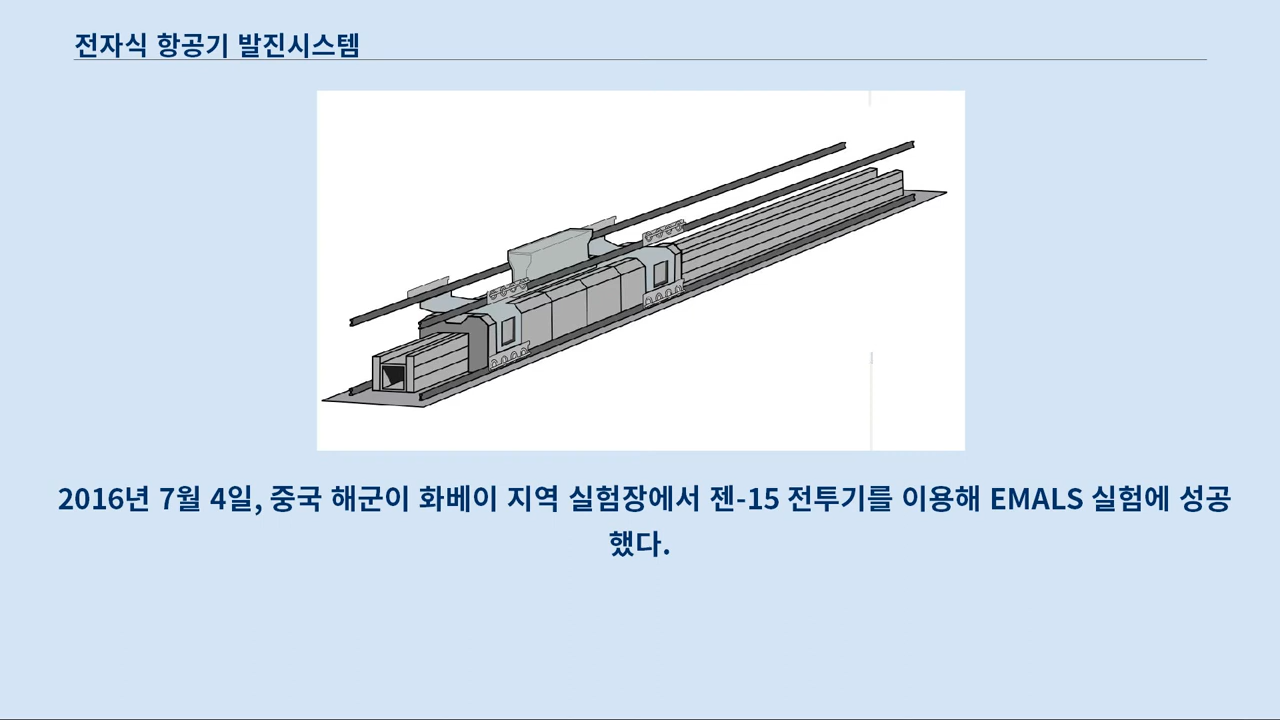 전자식 항공기 발진시스템
2016년 7월 4일, 중국 해군이 화베이 지역 실험장에서 젠-15 전투기를 이용해 EMALS 실험에 성공
했다.